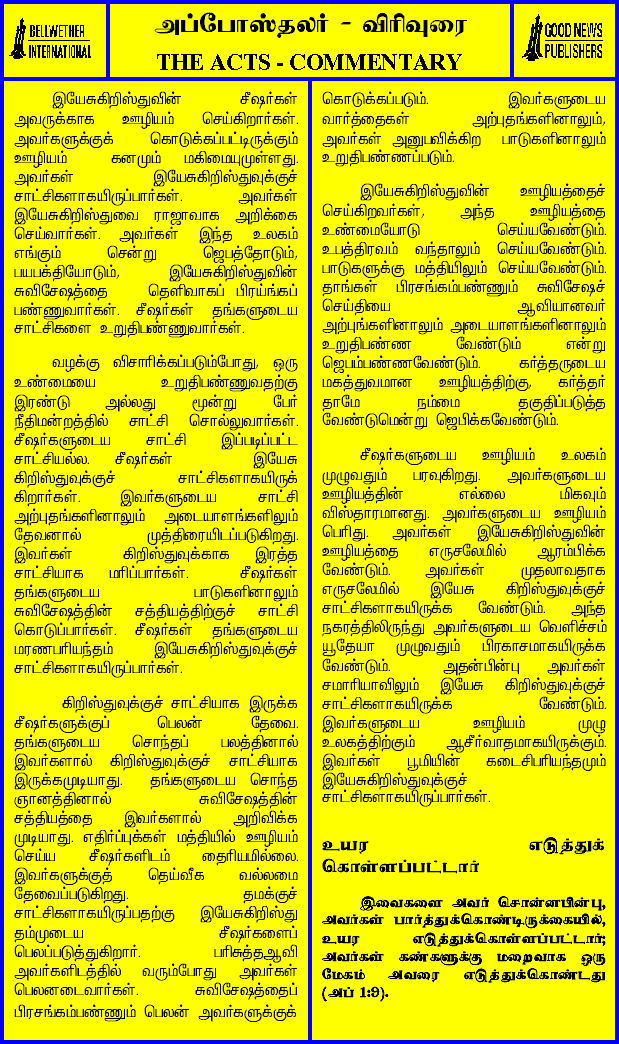 BELLWETHER
INTERNATIONAL
அப்போஸ்தலர் - விரிவுரை
THE ACTS - COMMENTARY
GOOD NEWS
PUBLISHERS
இயேசுகிறிஸ்துவின் சீஷர்கள்
அவருக்காக ஊழியம் செய்கிறார்கள்.
அவர்களுக்குக் கொடுக்கப்பட்டிருக்கும்
ஊழியம் கனமும் மகிமையுமுள்ளது.
அவர்கள் இயேசுகிறிஸ்துவுக்குச்
சாட்சிகளாகயிருப்பார்கள். அவர்கள்
இயேசுகிறிஸ்துவை ராஜாவாக அறிக்கை
செய்வார்கள். அவர்கள் இந்த உலகம்
எங்கும் சென்று ஜெபத்தோடும்,
பயபக்தியோடும், இயேசுகிறிஸ்துவின்
சுவிசேஷத்தை தெளிவாகப் பிரய்ங்கப்
பண்ணுவார்கள். சீஷர்கள் தங்களுடைய
சாட்சிகளை உறுதிபண்ணுவார்கள்.
வழக்கு விசாரிக்கப்படும்போது, ஒரு
உண்மையை உறுதிபண்ணுவதற்கு
இரண்டு அல்லது மூன்று பேர்
நீதிமன்றத்தில் சாட்சி சொல்லுவார்கள்.
சீஷர்களுடைய சாட்சி இப்படிப்பட்ட
சாட்சியல்ல. சீஷர்கள் இயேசு
கிறிஸ்துவுக்குச் சாட்சிகளாகயிருக்
கிறார்கள். இவர்களுடைய சாட்சி
அற்புதங்களினாலும் அடையாளங்களிலும்
தேவனால் முத்திரையிடப்படுகிறது.
இவர்கள் கிறிஸ்துவுக்காக இரத்த
சாட்சியாக மரிப்பார்கள். சீஷர்கள்
தங்களுடைய பாடுகளினாலும்
சுவிசேஷத்தின் சத்தியத்திற்குச் சாட்சி
கொடுப்பார்கள். சீஷர்கள் தங்களுடைய
மரணபரியந்தம் இயேசுகிறிஸ்துவுக்குச்
சாட்சிகளாகயிருப்பார்கள்.
கிறிஸ்துவுக்குச் சாட்சியாக இருக்க
சீஷர்களுக்குப் பெலன் தேவை.
தங்களுடைய சொந்தப் பலத்தினால்
இவர்களால் கிறிஸ்துவுக்குச் சாட்சியாக
இருக்கமுடியாது. தங்களுடைய சொந்த
ஞானத்தினால் சுவிசேஷத்தின்
சத்தியத்தை இவர்களால் அறிவிக்க
முடியாது. எதிர்ப்புக்கள் மத்தியில் ஊழியம்
செய்ய சீஷர்களிடம் தைரியமில்லை.
இவர்களுக்குத் தெய்வீக வல்லமை
தேவைப்படுகிறது. தமக்குச்
சாட்சிகளாகயிருப்பதற்கு இயேசுகிறிஸ்து
தம்முடைய சீஷர்களைப்
பெலப்படுத்துகிறார். பரிசுத்தஆவி
அவர்களிடத்தில் வரும்போது அவர்கள்
பெலனடைவார்கள். சுவிசேஷத்தைப்
பிரசங்கம்பண்ணும் பெலன் அவர்களுக்குக்
கொடுக்கப்படும். இவர்களுடைய
வார்த்தைகள் அற்புதங்களினாலும்,
அவர்கள் அனுபவிக்கிற பாடுகளினாலும்
உறுதிபண்ணப்படும்.
இயேசுகிறிஸ்துவின் ஊழியத்தைச்
செய்கிறவர்கள், அந்த ஊழியத்தை
உண்மையோடு செய்யவேண்டும்.
உபத்திரவம் வந்தாலும் செய்யவேண்டும்.
பாடுகளுக்கு மத்தியிலும் செய்யவேண்டும்.
தாங்கள் பிரசங்கம்பண்ணும் சுவிசேஷச்
செய்தியை ஆவியானவர்
அற்புங்களினாலும் அடையாளங்களினாலும்
உறுதிபண்ண வேண்டும் என்று
ஜெபம்பண்ணவேண்டும். கர்த்தருடைய
மகத்துவமான ஊழியத்திற்கு, கர்த்தர்
தாமே நம்மை தகுதிப்படுத்த
வேண்டுமென்று ஜெபிக்கவேண்டும்.
சீஷர்களுடைய ஊழியம் உலகம்
முழுவதும் பரவுகிறது. அவர்களுடைய
ஊழியத்தின் எல்லை மிகவும்
விஸ்தாரமானது. அவர்களுடைய ஊழியம்
பெரிது. அவர்கள் இயேசுகிறிஸ்துவின்
ஊழியத்தை எருசலேமில் ஆரம்பிக்க
வேண்டும். அவர்கள் முதலாவதாக
எருசலேமில் இயேசு கிறிஸ்துவுக்குச்
சாட்சிகளாகயிருக்க வேண்டும். அந்த
நகரத்திலிருந்து அவர்களுடைய வெளிச்சம்
யூதேயா முழுவதும் பிரகாசமாகயிருக்க
வேண்டும். அதன்பின்பு அவர்கள்
சமாரியாவிலும் இயேசு கிறிஸ்துவுக்குச்
சாட்சிகளாகயிருக்க வேண்டும்.
இவர்களுடைய ஊழியம் முழு
உலகத்திற்கும் ஆசீர்வாதமாகயிருக்கும்.
இவர்கள் பூமியின் கடைசிபரியந்தமும்
இயேசுகிறிஸ்துவுக்குச்
சாட்சிகளாகயிருப்பார்கள்.
உயர எடுத்துக்
கொள்ளப்பட்டார்
இவைகளை அவர் சொன்னபின்பு,
அவர்கள் பார்த்துக்கொண்டிருக்கையில்,
உயர எடுத்துக்கொள்ளப்பட்டார்;
அவர்கள் கண்களுக்கு மறைவாக ஒரு
மேகம் அவரை எடுத்துக்கொண்டது
(அப் 1:9).